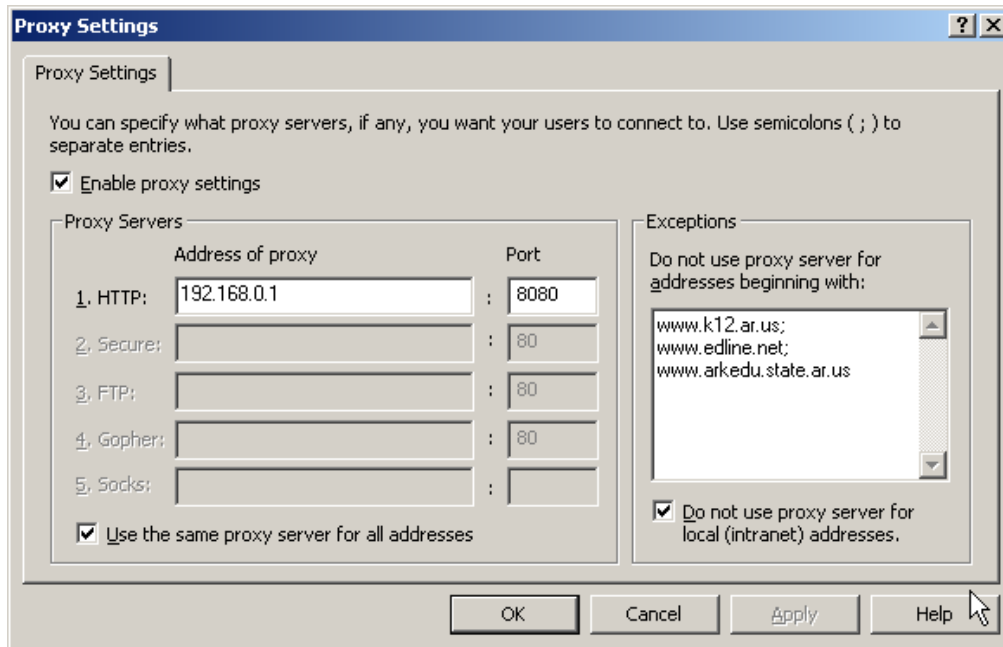 Proxy Settings
Proxy Settings
You can specify what proxy servers, if any, you want your users to connect to. Use semicolons ( ; ) to
separate entries.
Enable proxy settings
Proxy Servers
Address of proxy Port
1. HTTP: 192.168.0.1 : 8080
2. Secure: : 80
3. FTP: : 80
4. Gopher: : 80
5. Socks: :
Use the same proxy server for all addresses
Exceptions
Do not use proxy server for
addresses beginning with:
www.k12.ar.us;
www.edline.net;
www.arkedu.state.ar.us
Do not use proxy server for
local (intranet) addresses.
OK Cancel Apply Help